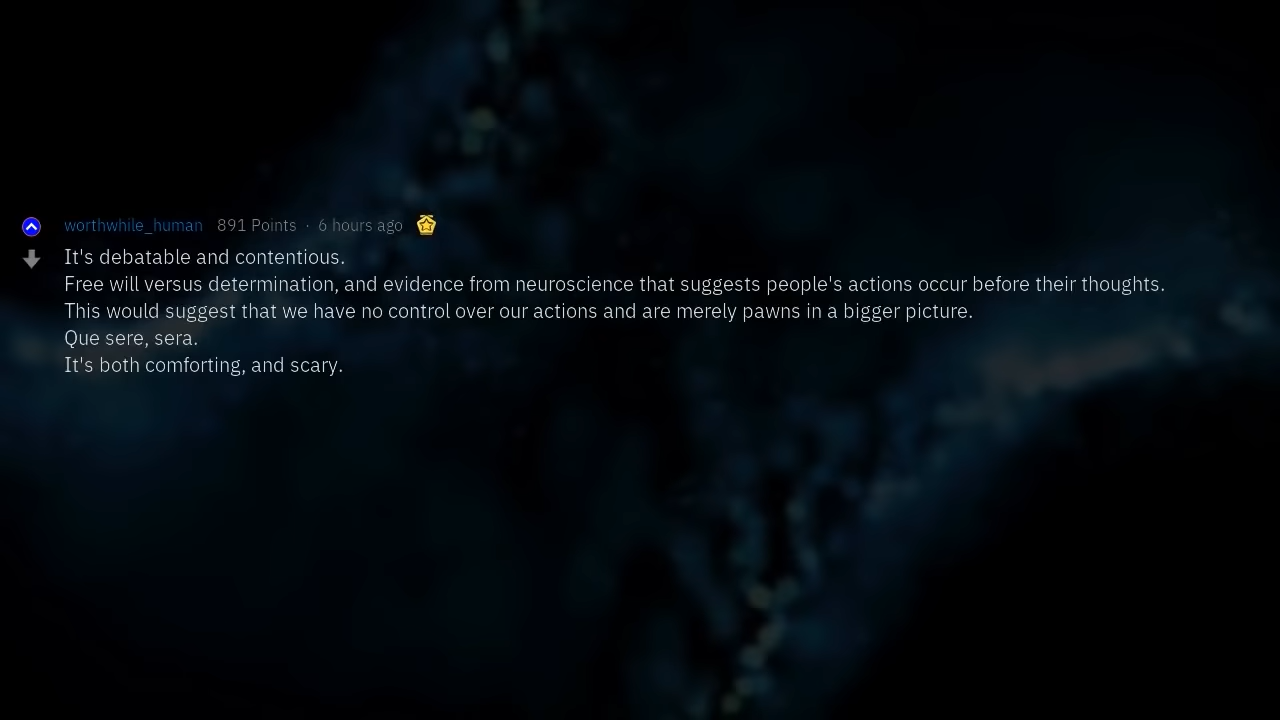 worthwhile_human 891 Points · 6 hours ago
It's debatable and contentious.
Free will versus determination, and evidence from neuroscience that suggests people's actions occur before their thoughts.
This would suggest that we have no control over our actions and are merely pawns in a bigger picture.
Que sere, sera.
It's both comforting, and scary.